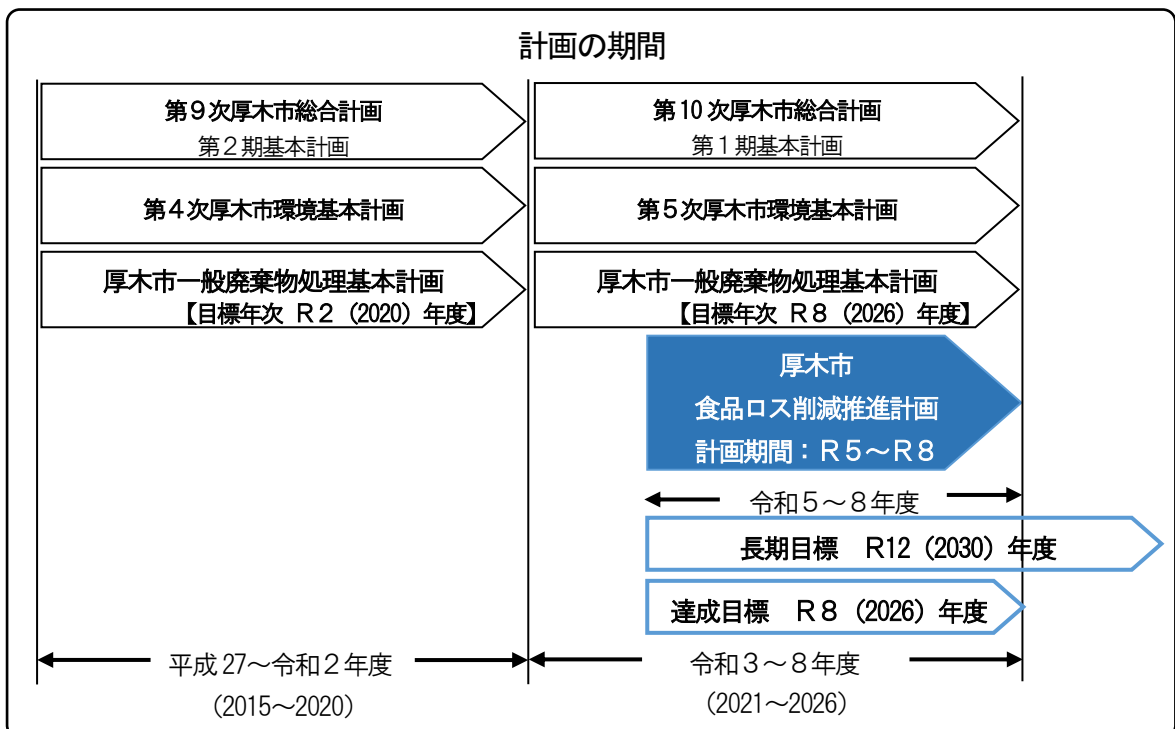 計画の期間
第9次厚木市総合計画
第2期基本計画
第10次厚木市総合計画
第1期基本計画
第4次厚木市環境基本計画
第5次厚木市環境基本計画
厚木市一般廃棄物処理基本計画
【目標年次 R2（2020）年度】
厚木市一般廃棄物処理基本計画
【目標年次 R8（2026）年度】
厚木市
食品ロス削減推進計画
計画期間：R5～R8
令和5～8年度
長期目標 R12（2030）年度
達成目標 R8（2026）年度
平成27～令和2年度
（2015～2020）
令和3～8年度
（2021～2026）